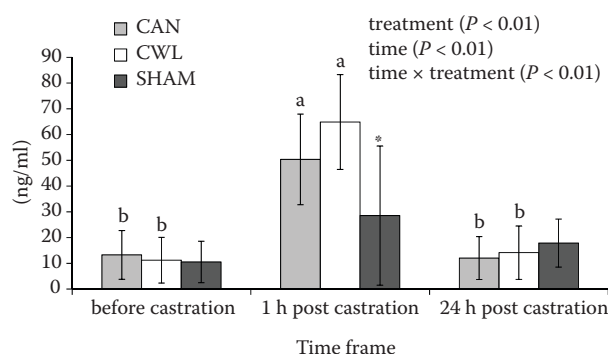 CAN
CWL
SHAM
treatment (P < 0.01)
time (P < 0.01)
time × treatment (P < 0.01)
90
80
70
60
50
40
30
20
10
0
(ng/ml)
b
b
a
a
*
b
b
before castration
1 h post castration
24 h post castration
Time frame